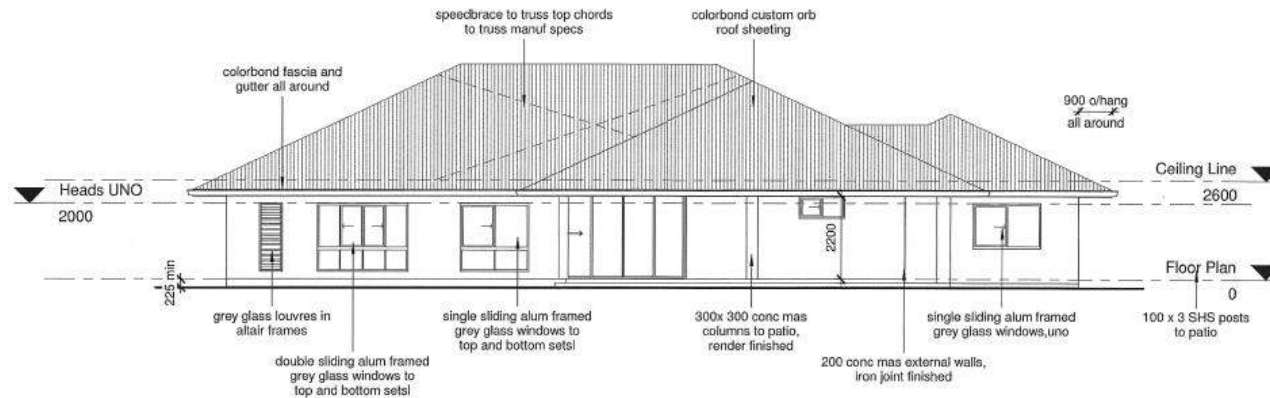 speedbrace to truss top chords
to truss manuf specs
colorbond custom orb
roof sheeting
colorbond fascia and
gutter all around
900 o/hang
all around
Heads UNO
2000
Ceiling Line
2600
2200
225 min
Floor Plan
0
grey glass louvres in
altair frames
double sliding alum framed
grey glass windows to
top and bottom sets!
single sliding alum framed
grey glass windows to
top and bottom sets!
300x 300 conc mas
columns to patio,
render finished
200 conc mas external walls,
iron joint finished
single sliding alum framed
grey glass windows,uno
100 x 3 SHS posts
to patio